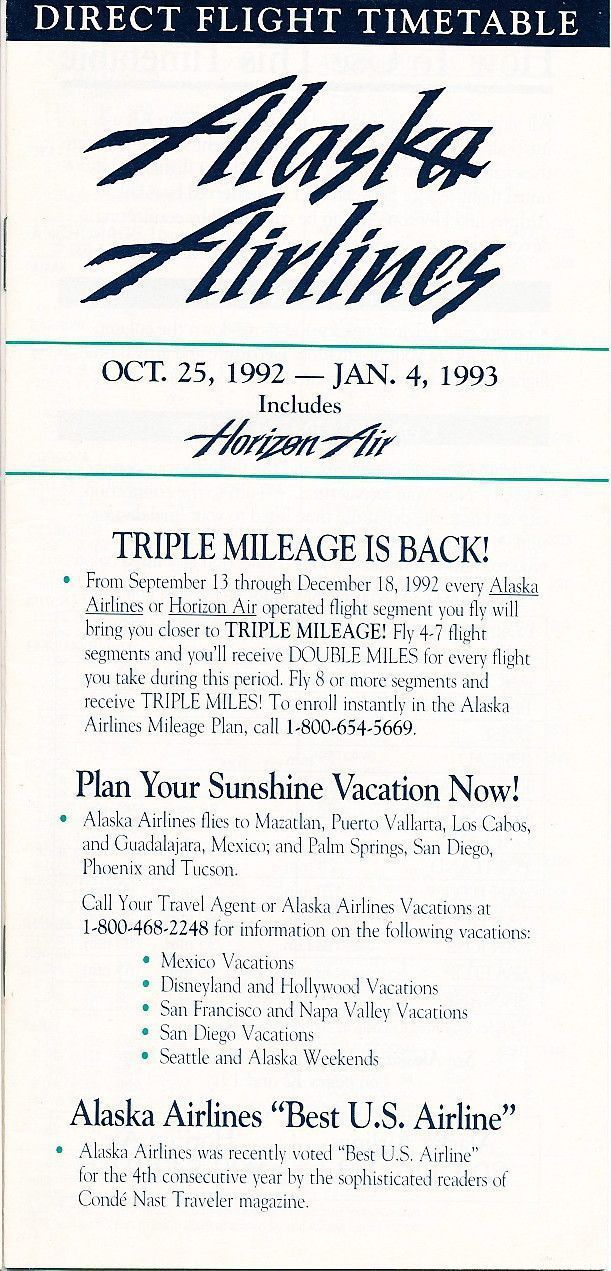 DIRECT FLIGHT TIMETABLE
Alaska
Airlines
OCT. 25, 1992 — JAN. 4, 1993
Includes
Horizon Air
TRIPLE MILEAGE IS BACK!
• From September 13 through December 18, 1992 every Alaska
Airlines or Horizon Air operated flight segment you fly will
bring you closer to TRIPLE MILEAGE! Fly 4-7 flight
segments and you'll receive DOUBLE MILES for every flight
you take during this period. Fly 8 or more segments and
receive TRIPLE MILES! To enroll instantly in the Alaska
Airlines Mileage Plan, call 1-800-654-5669.
Plan Your Sunshine Vacation Now!
• Alaska Airlines flies to Mazatlan, Puerto Vallarta, Los Cabos,
and Guadalajara, Mexico; and Palm Springs, San Diego,
Phoenix and Tucson.
Call Your Travel Agent or Alaska Airlines Vacations at
1-800-468-2248 for information on the following vacations:
• Mexico Vacations
• Disneyland and Hollywood Vacations
• San Francisco and Napa Valley Vacations
• San Diego Vacations
• Seattle and Alaska Weekends
Alaska Airlines “Best U.S. Airline”
• Alaska Airlines was recently voted “Best U.S. Airline”
for the 4th consecutive year by the sophisticated readers of
Condé Nast Traveler magazine.